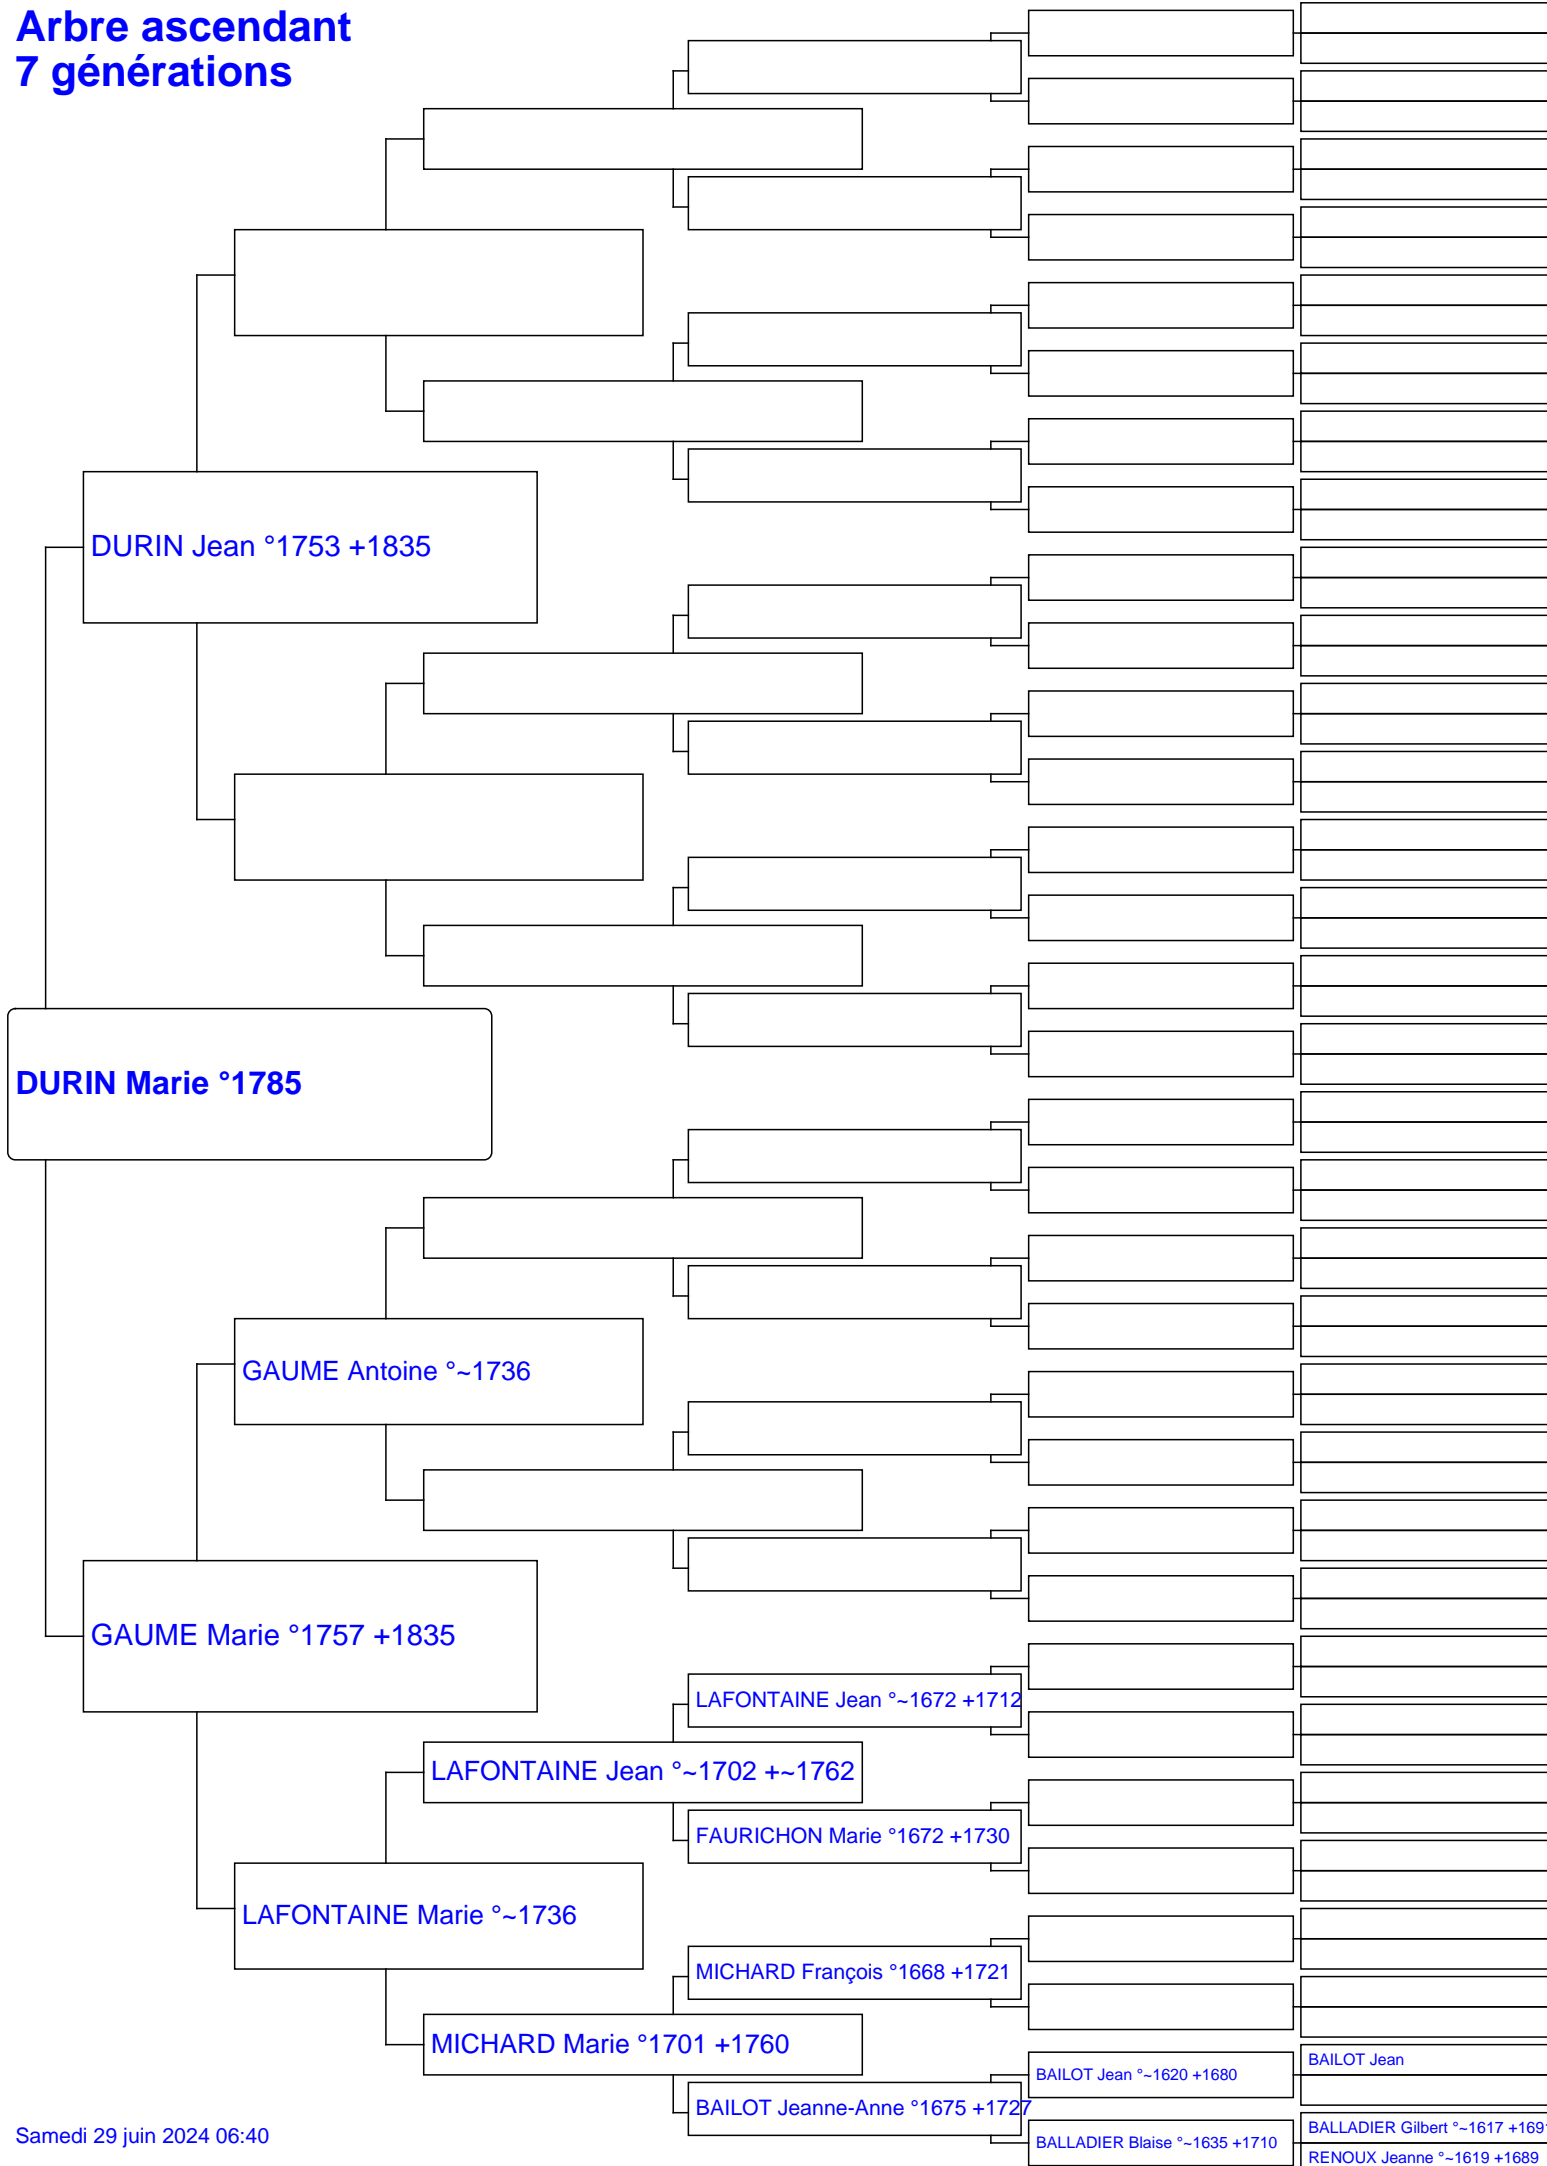 Arbre ascendant
7 générations
DURIN Jean °1753 +1835
DURIN Marie °1785
GAUME Antoine °~1736
GAUME Marie °1757 +1835
LAFONTAINE Jean °~1672 +1712
LAFONTAINE Jean °~1702 +~1762
FAURICHON Marie °1672 +1730
LAFONTAINE Marie °~1736
MICHARD François °1668 +1721
MICHARD Marie °1701 +1760
BAILOT Jean
BAILOT Jean °~1620 +1680
BAILOT Jeanne-Anne °1675 +1727
BALLADIER Gilbert °~1617 +1691
BALLADIER Blaise °~1635 +1710
RENOUX Jeanne °~1619 +1689
Samedi 29 juin 2024 06:40